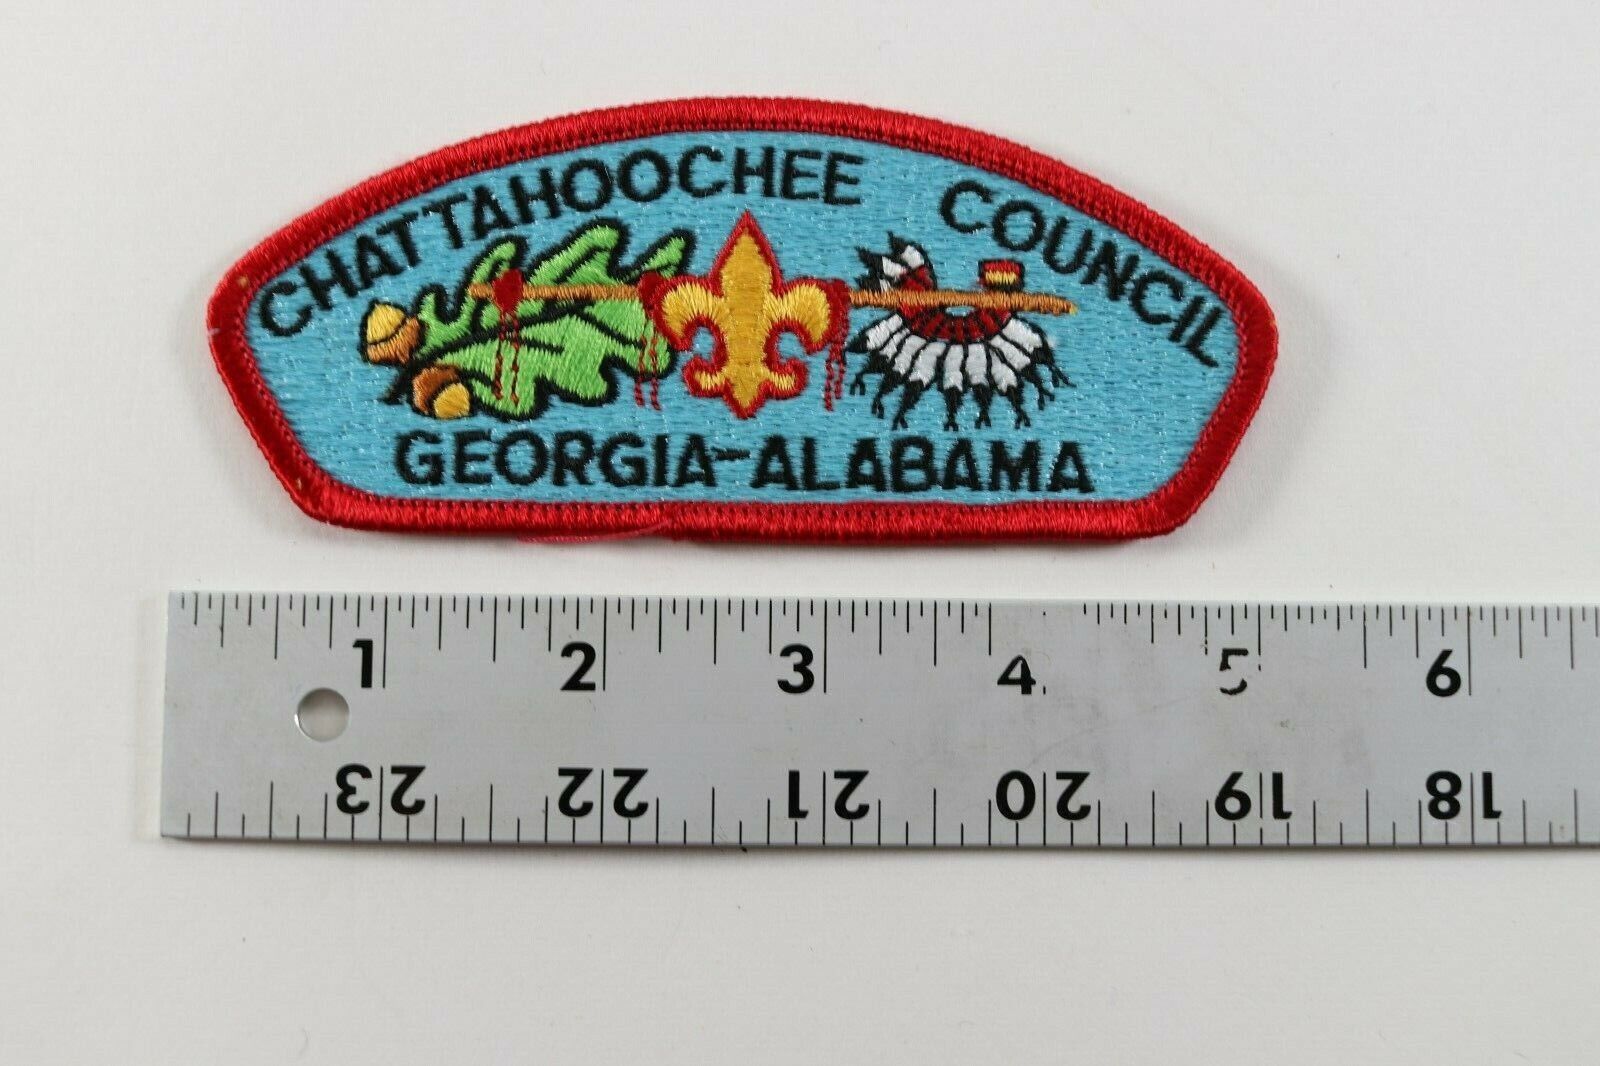 CHATTAHOOCHEE COUNCIL
GEORGIA-ALABAMA
1 2 3 4 5 6
23 22 21 20 19 18